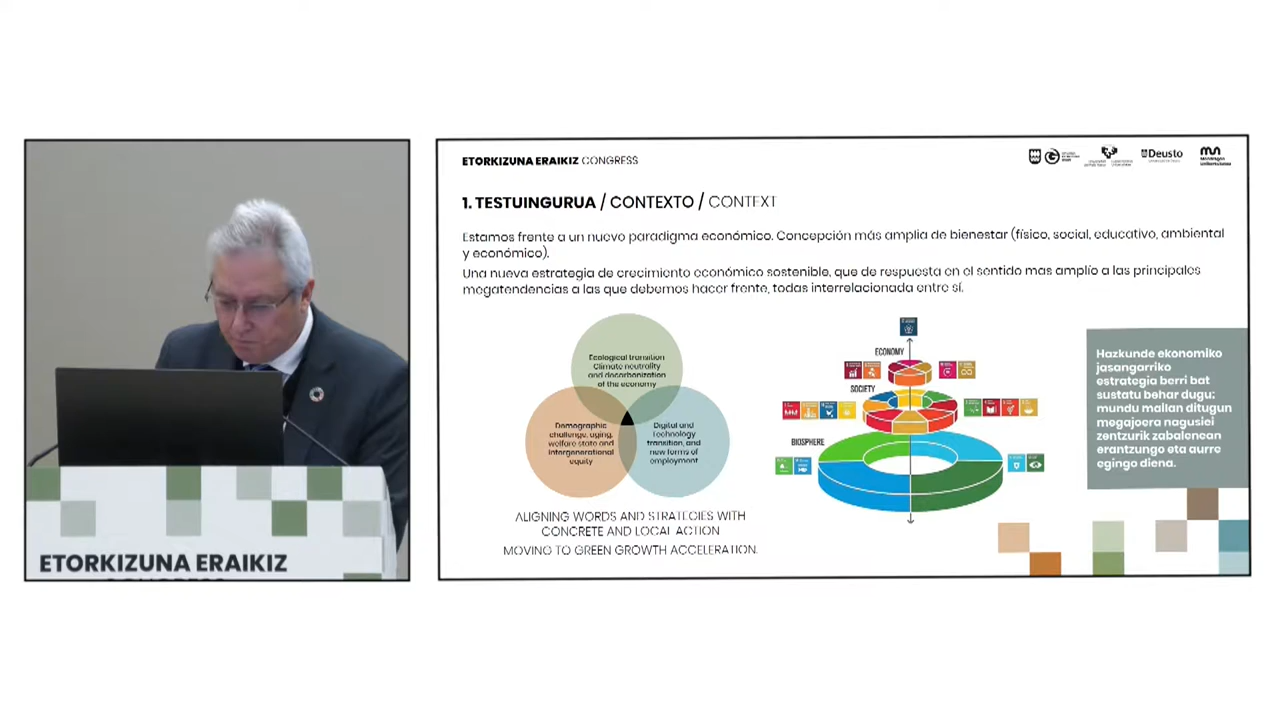 ETORKIZUNA ERAIKIZ CONGRESS
Deusto
1. TESTUINGURUA / CONTEXTO / CONTEXT
Estamos frente a un nuevo paradigma económico. Concepción más amplia de bienestar (físico, social, educativo, ambiental
y económico).
Una nueva estrategia de crecimiento económico sostenible, que de respuesta en el sentido mas amplío a las principales
megatendencias a las que debemos hacer frente, todas interrelacionada entre sí.
Ecological transition
Climate neutrality
and decarbonization
of the economy
Demographic
challenge, aging,
welfare state and
intergenerational
equity
Digital and
Technology
transition, and
new forms of
employment
ALIGNING WORDS AND STRATEGIES WITH
CONCRETE AND LOCAL ACTION
MOVING TO GREEN GROWTH ACCELERATION.
ECONOMY
SOCIETY
BIOSPHERE
Hazkunde ekonomiko
jasangarriko
estrategia berri bat
sustatu behar dugu:
mundu mailan ditugun
megajoera nagusiei
zentzurik zabalenean
erantzungo eta aurre
egingo diena.
ETORKIZUNA ERAIKIZ
CONGRESS